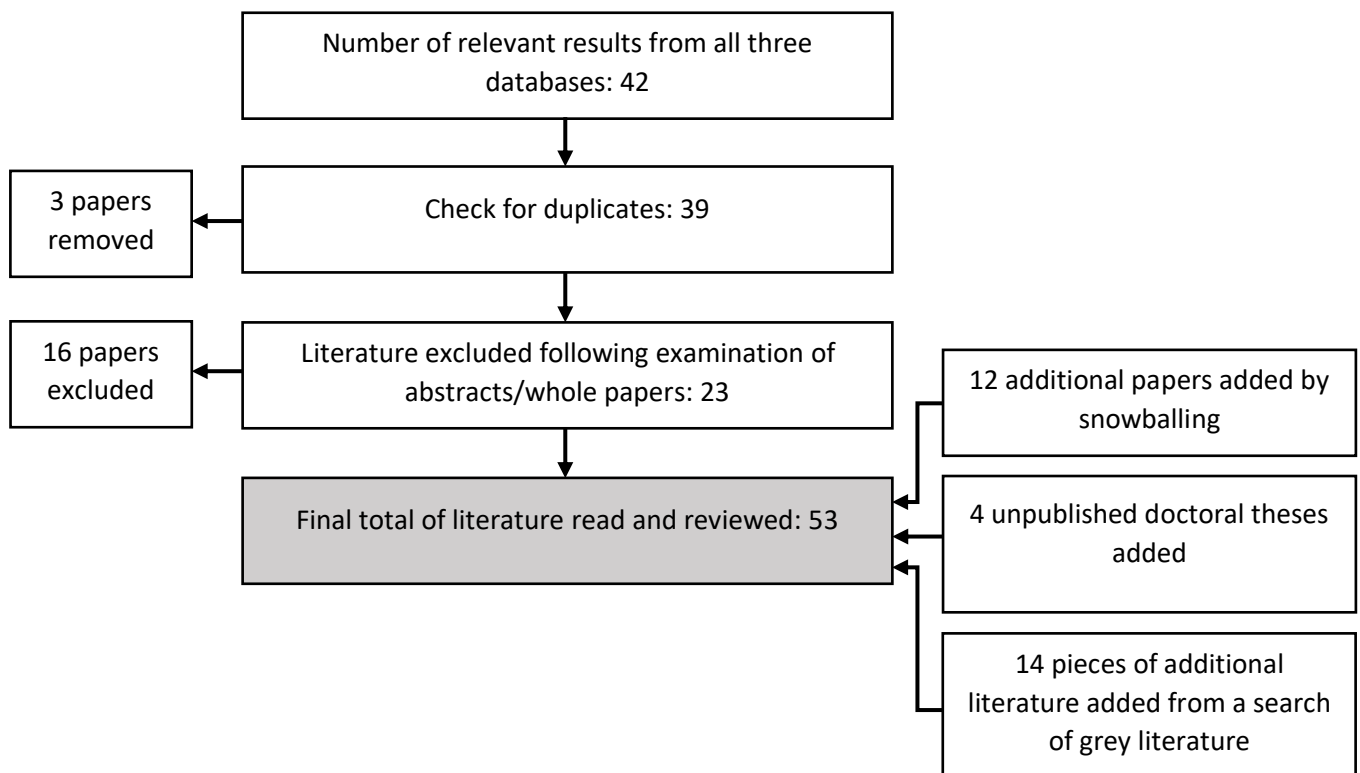 Number of relevant results from all three
databases: 42
3 papers
removed
Check for duplicates: 39
16 papers
excluded
Literature excluded following examination of
abstracts/whole papers: 23
12 additional papers added by
snowballing
Final total of literature read and reviewed: 53
4 unpublished doctoral theses
added
14 pieces of additional
literature added from a search
of grey literature